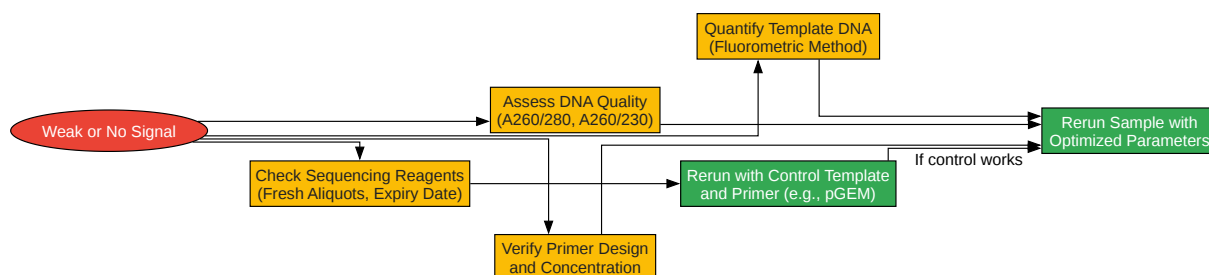 Quantify Template DNA
(Fluorometric Method)
Assess DNA Quality
(A260/280, A260/230)
Weak or No Signal
Rerun Sample with
Optimized Parameters
If control works
Check Sequencing Reagents
(Fresh Aliquots, Expiry Date)
Rerun with Control Template
and Primer (e.g., pGEM)
Verify Primer Design
and Concentration